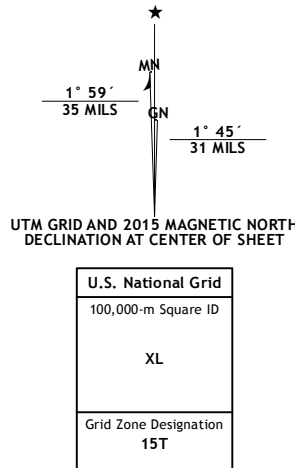 MN
1° 59´
35 MILS
GN
1° 45´
31 MILS
UTM GRID AND 2015 MAGNETIC NORTH
DECLINATION AT CENTER OF SHEET
U.S. National Grid
100,000-m Square ID
XL
Grid Zone Designation
15T